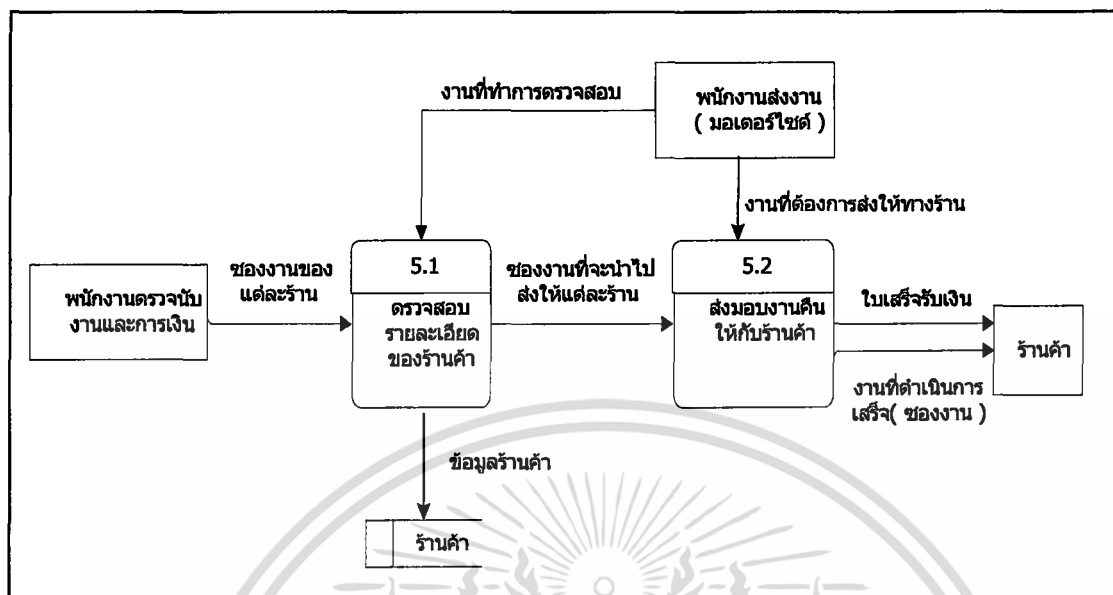 งานที่ทำการตรวจสอบ
พนักงานส่งงาน
( มอเตอร์ไซด์ )
งานที่ต้องการส่งให้ทางร้าน
พนักงานตรวจนับ
งานและการเงิน
ซองงานของ
แต่ละร้าน
5.1
ตรวจสอบ
รายละเอียด
ของร้านค้า
ซองงานที่จะนำไป
ส่งให้แต่ละร้าน
5.2
ส่งมอบงานคืน
ให้กับร้านค้า
ใบเสร็จรับเงิน
ร้านค้า
งานที่ดำเนินการ
เสร็จ( ซองงาน )
ข้อมูลร้านค้า
ร้านค้า